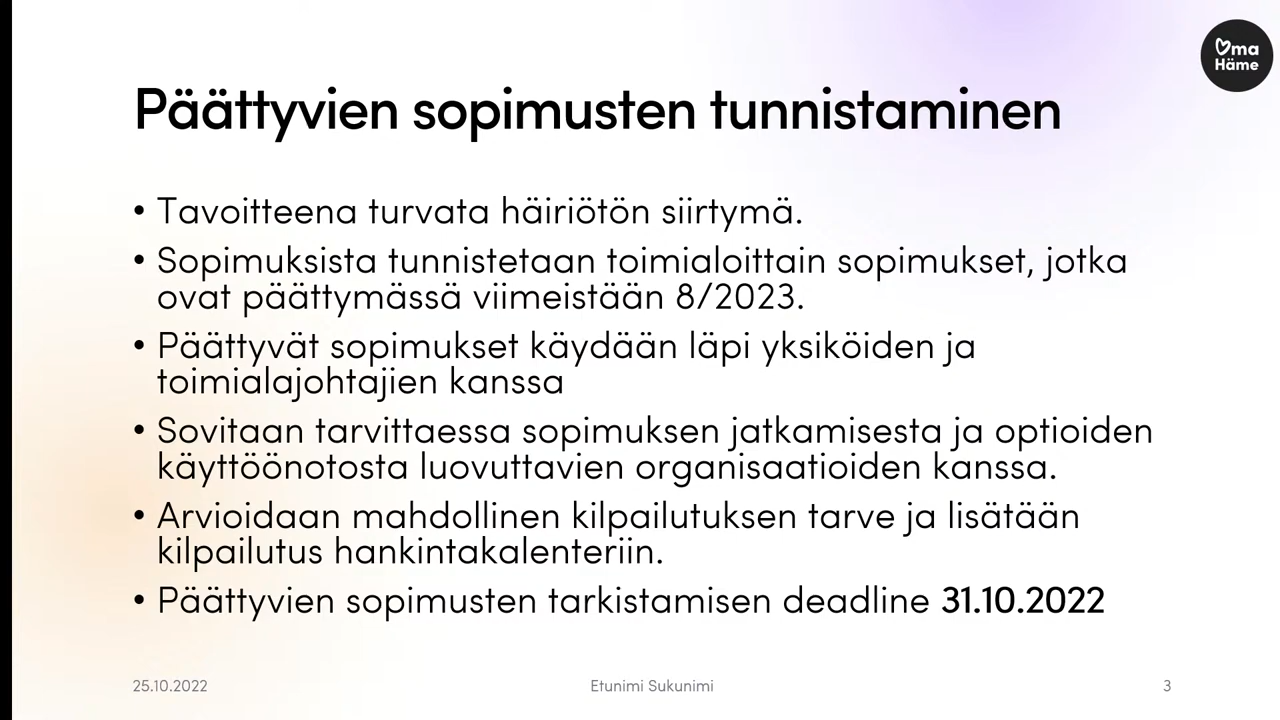 Oma
Häme
Päättyvien sopimusten tunnistaminen
• Tavoitteena turvata häiriötön siirtymä.
• Sopimuksista tunnistetaan toimialoittain sopimukset, jotka
ovat päättymässä viimeistään 8/2023.
• Päättyvät sopimukset käydään läpi yksiköiden ja
toimialajohtajien kanssa
• Sovitaan tarvittaessa sopimuksen jatkamisesta ja optioiden
käyttöönotosta luovuttavien organisaatioiden kanssa.
• Arvioidaan mahdollinen kilpailutuksen tarve ja lisätään
kilpailutus hankintakalenteriin.
• Päättyvien sopimusten tarkistamisen deadline 31.10.2022
25.10.2022
Etunimi Sukunimi
3